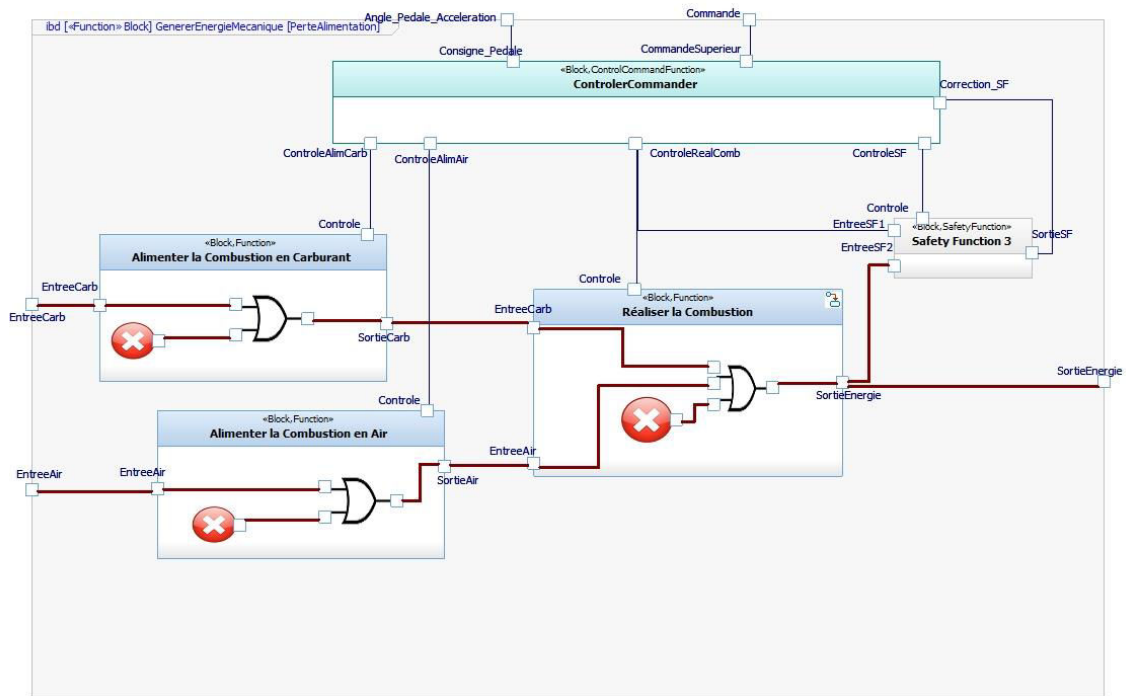 Angle_Pedale_Acceleration
Commande
ibd [«Function» Block] GenererEnergieMecanique [PerteAlimentation]
Consigne_Pedale
CommandeSuperieur
«Block,ControlCommandFunction»
ControlerCommander
Correction_SF
ControleAlimCarb
ControleAlimAir
ControleRealComb
ControleSF
Controle
Controle
EntreeSF1
«Block,SafetyFunction»
Safety Function 3
SortieSF
EntreeSF2
«Block,Function»
Alimenter la Combustion en Carburant
Controle
«Block,Function»
Réaliser la Combustion
EntreeCarb
EntreeCarb
EntreeCarb
SortieCarb
SortieEnergie
SortieEnergie
Controle
«Block,Function»
Alimenter la Combustion en Air
EntreeAir
EntreeAir
EntreeAir
SortieAir